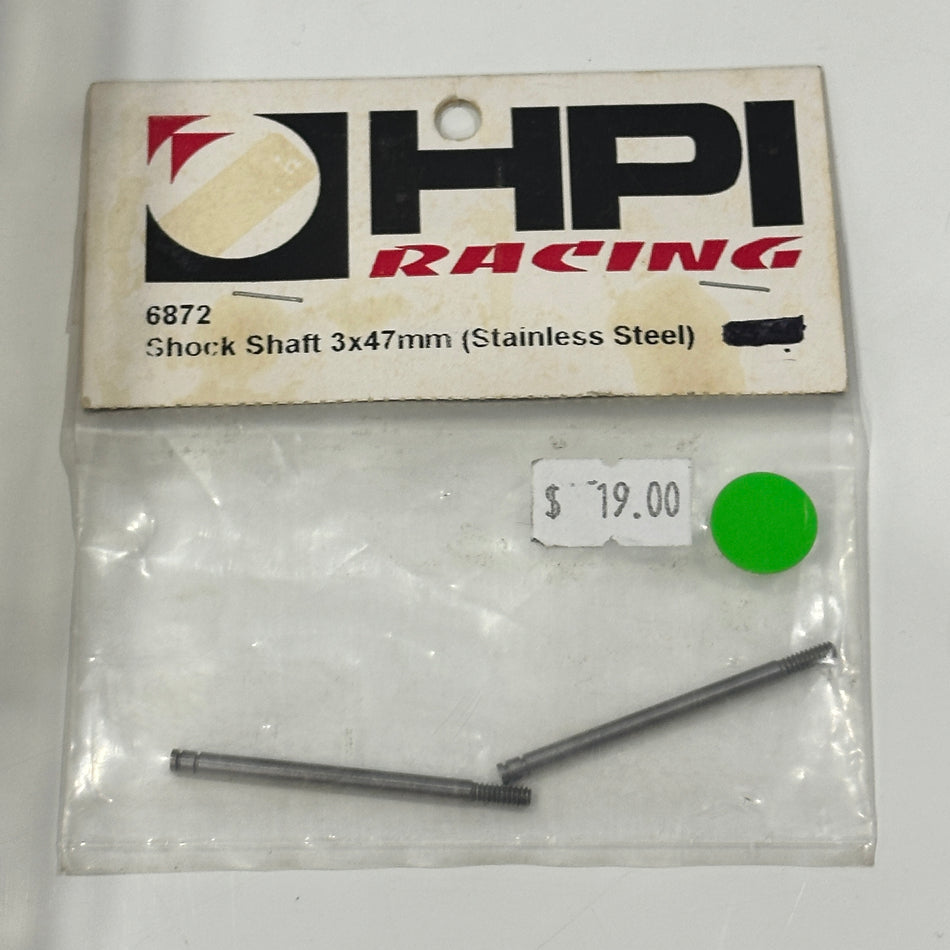 HPI
RACING
6872
Shock Shaft 3x47mm (Stainless Steel)
$ 19.00